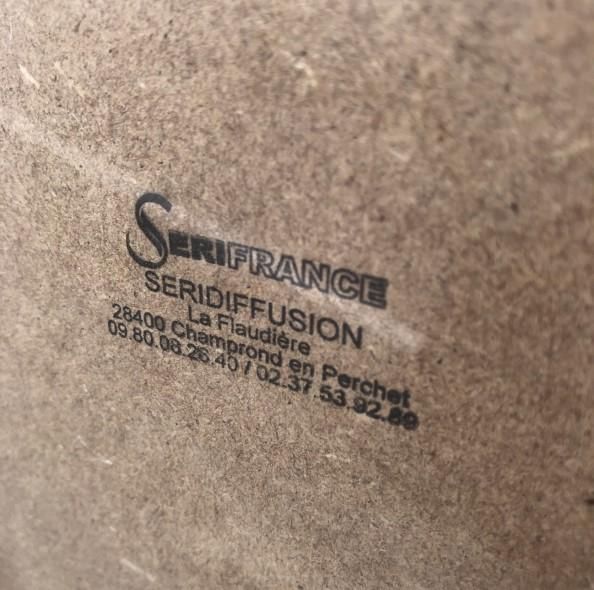 SERIFRANCE
SERIDIFFUSION
La Flaudière
28400 Champrond en Perchet
09.80.08.26.40 / 02.37.53.92.89